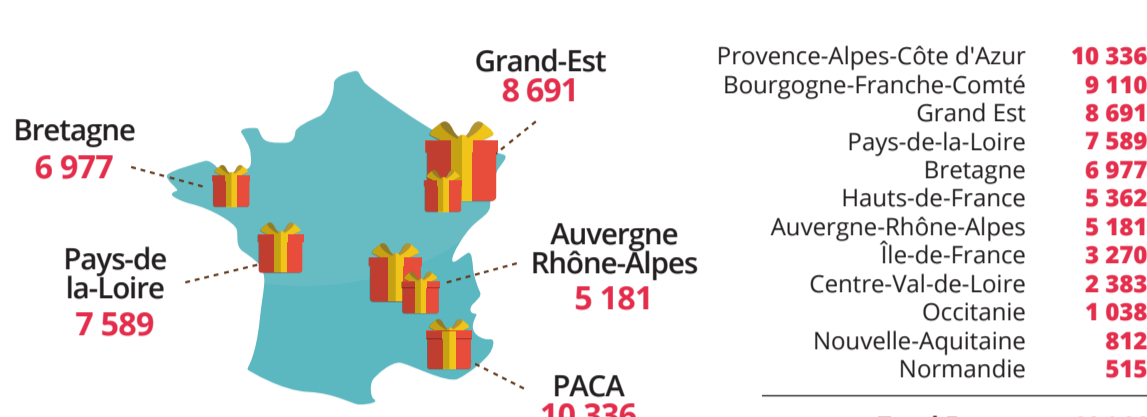 Grand-Est
8 691
Bretagne
6 977
Auvergne
Rhône-Alpes
5 181
Pays-de
la-Loire
7 589
PACA
10 336
Provence-Alpes-Côte d'Azur 10 336
Bourgogne-Franche-Comté 9 110
Grand Est 8 691
Pays-de-la-Loire 7 589
Bretagne 6 977
Hauts-de-France 5 362
Auvergne-Rhône-Alpes 5 181
Île-de-France 3 270
Centre-Val-de-Loire 2 383
Occitanie 1 038
Nouvelle-Aquitaine 812
Normandie 515